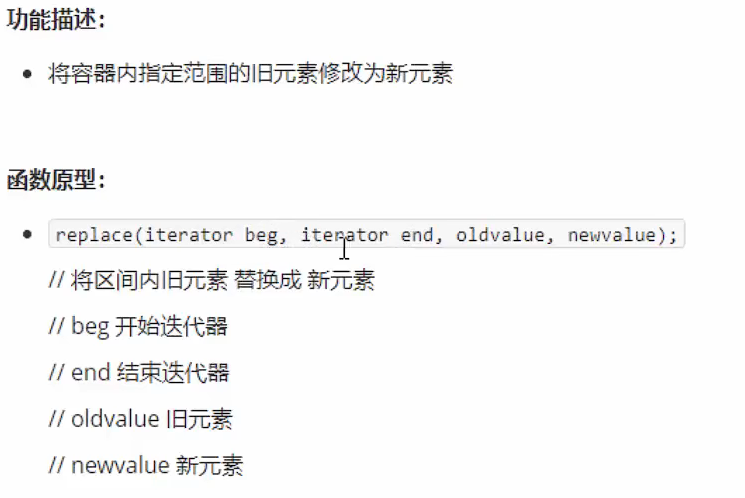 功能描述：
将容器内指定范围的旧元素修改为新元素
函数原型：
replace(iterator beg, iterator end, oldvalue, newvalue);
// 将区间内旧元素 替换成 新元素
// beg 开始迭代器
// end 结束迭代器
// oldvalue 旧元素
// newvalue 新元素